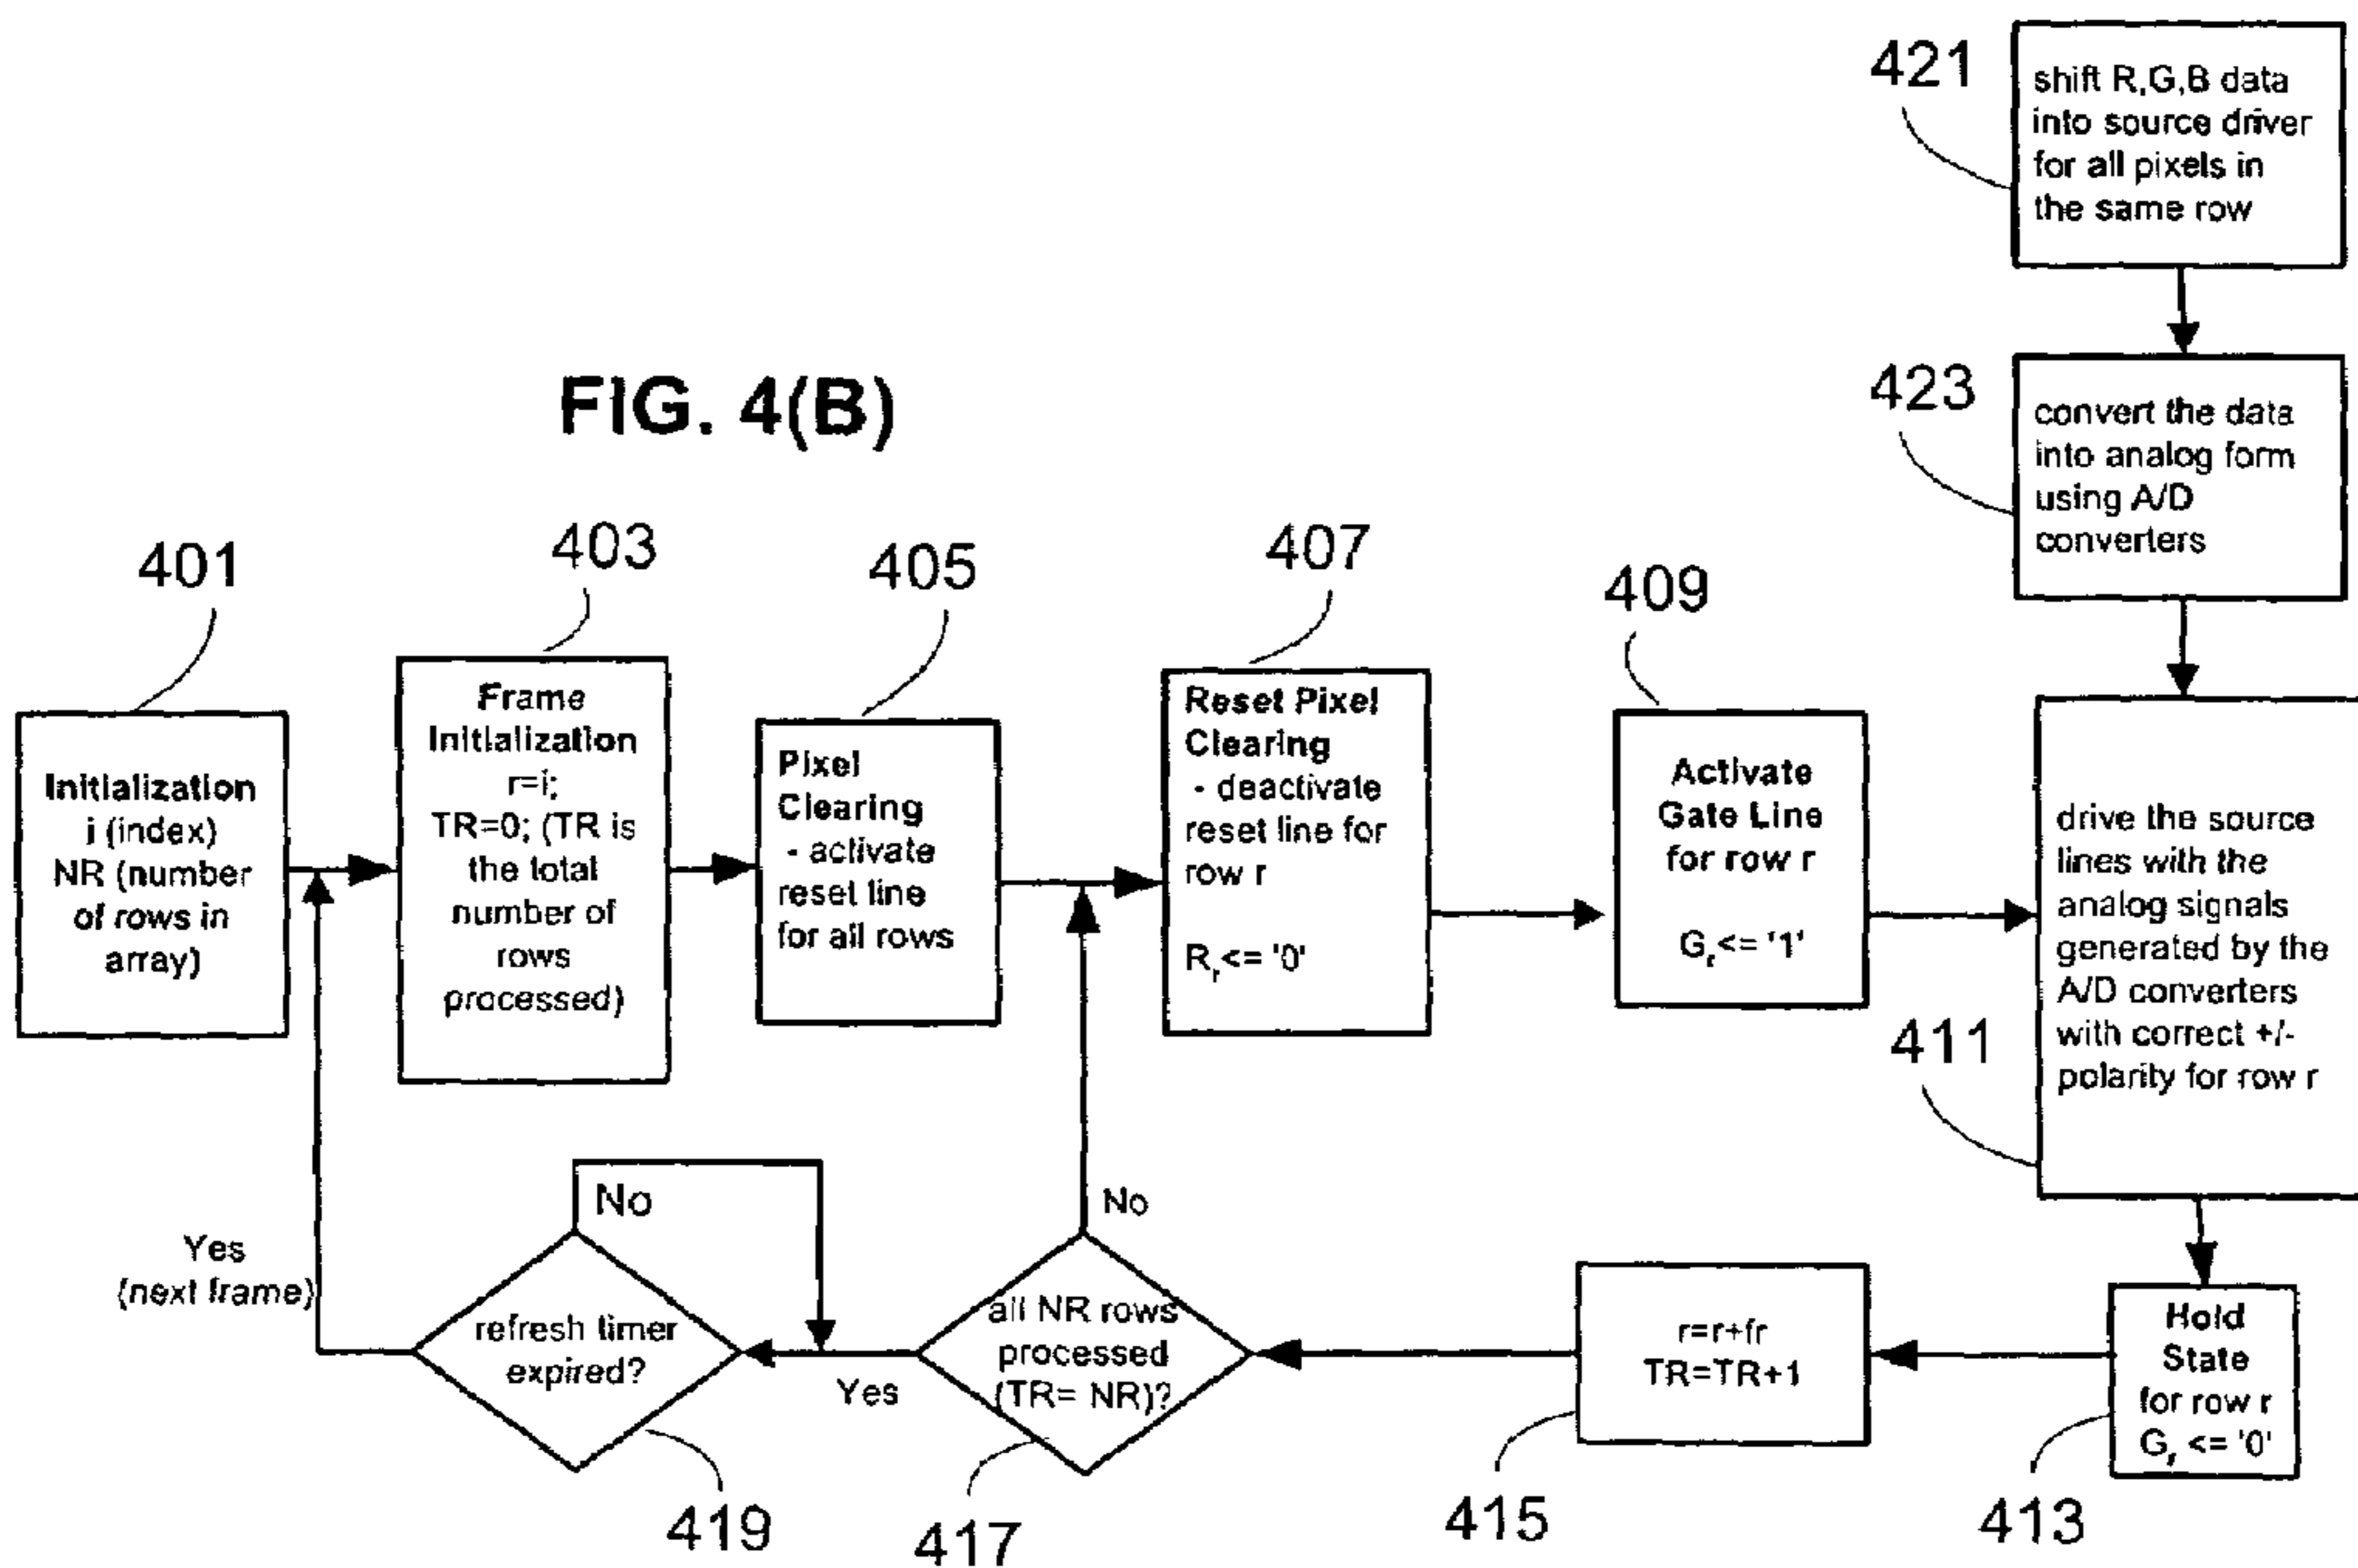 421
shift R,G,B data
into source driver
for all pixels in
the same row
FIG. 4(B)
423
convert the data
into analog form
using A/D
converters
401
Initialization
i (index)
NR (number
of rows in
array)
403
Frame
Initialization
r=i;
TR=0; (TR is
the total
number of
rows
processed)
405
Pixel
Clearing
- activate
reset line
for all rows
407
Reset Pixel
Clearing
- deactivate
reset line for
row r
Rr <= '0'
409
Activate
Gate Line
for row r
Gr <= '1'
411
drive the source
lines with the
analog signals
generated by the
A/D converters
with correct +/-
polarity for row r
413
Hold
State
for row r
Gr <= '0'
415
r=r+fr
TR=TR+1
417
all NR rows
processed
(TR= NR)?
No
Yes
419
refresh timer
expired?
No
Yes
(next frame)